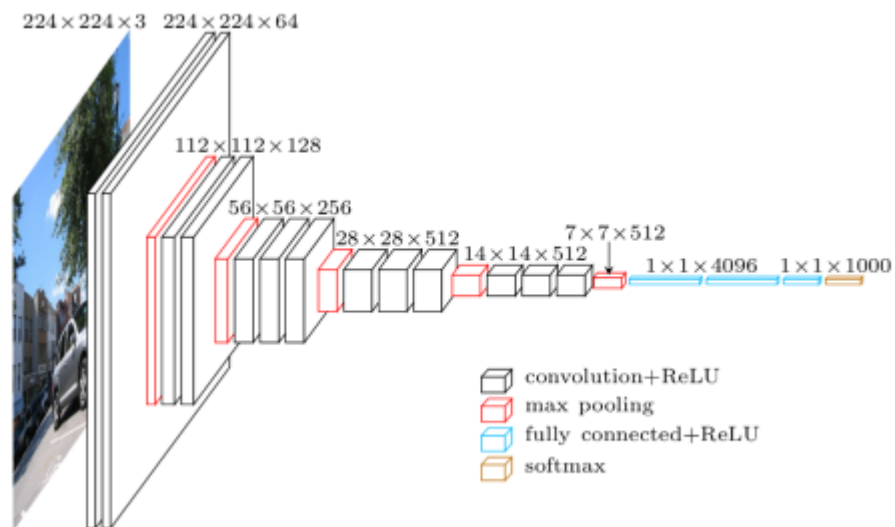 224×224×3
224×224×64
112×112×128
56×56×256
28×28×512
14×14×512
7×7×512
1×1×4096
1×1×1000
convolution+ReLU
max pooling
fully connected+ReLU
softmax